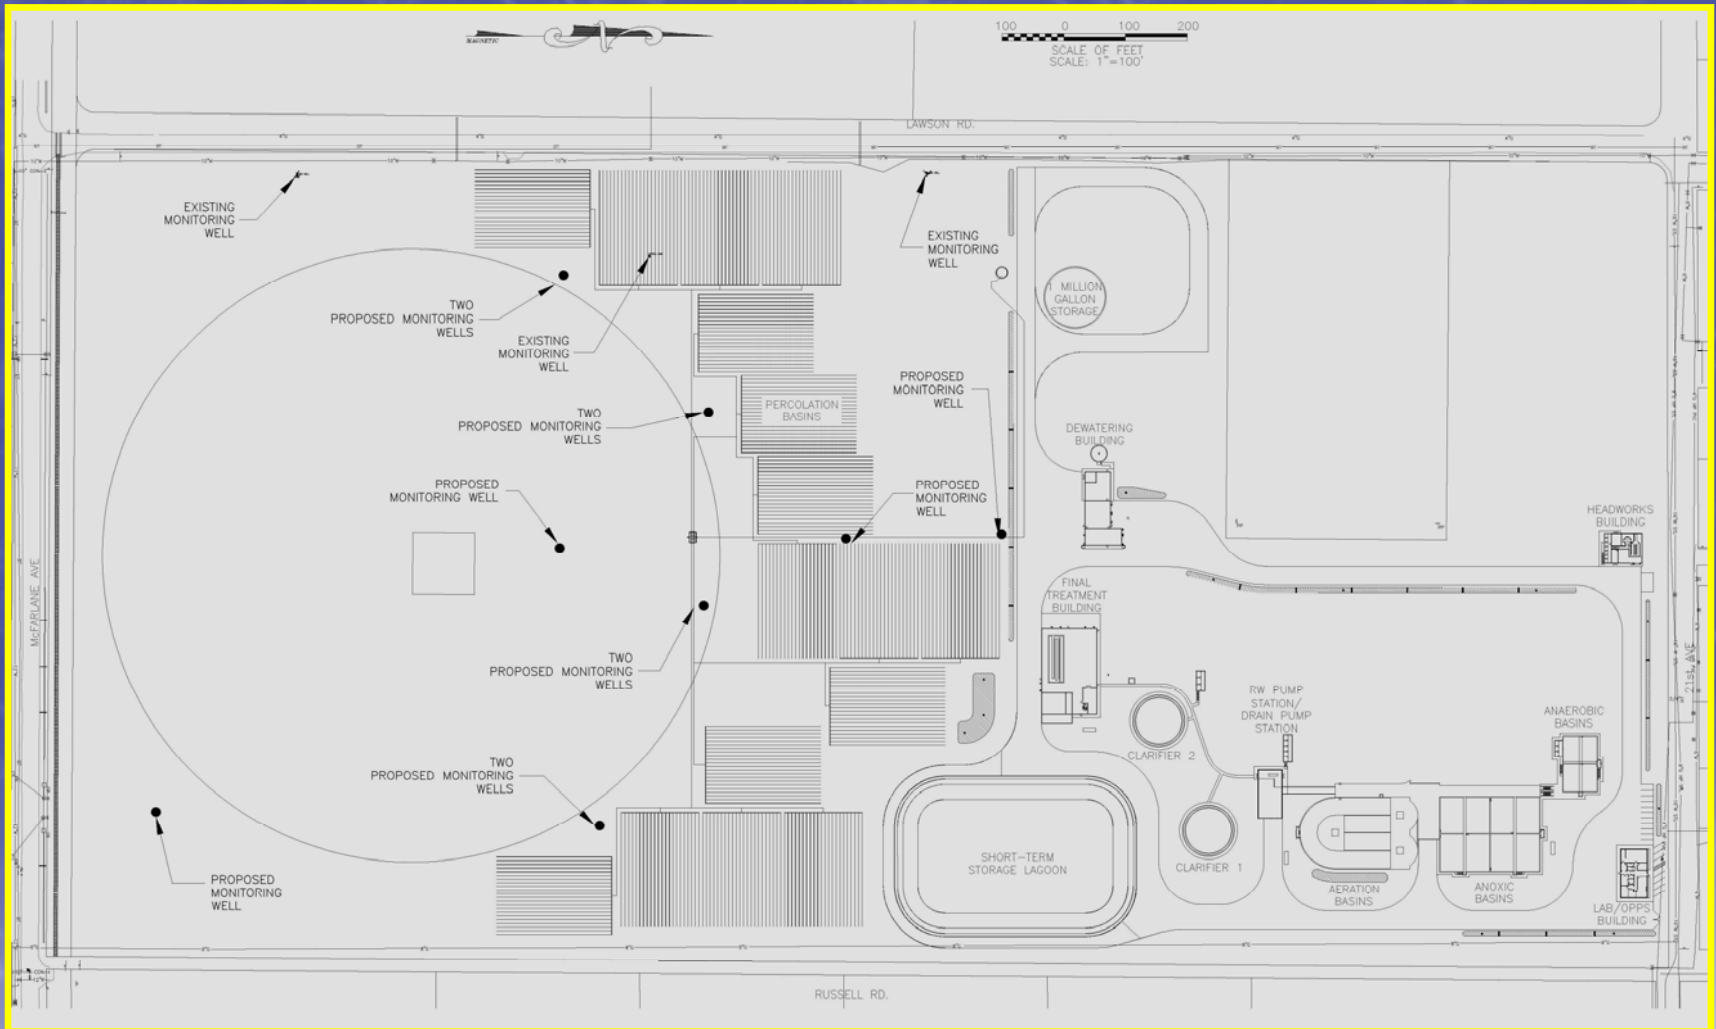 MAGNETIC
100 0 100 200
SCALE OF FEET
SCALE: 1"=100'
LAWSON RD.
EXISTING
MONITORING
WELL
EXISTING
MONITORING
WELL
1 MILLION
GALLON
STORAGE
TWO
PROPOSED MONITORING
WELLS
EXISTING
MONITORING
WELL
PROPOSED
MONITORING
WELL
PERCOLATION
BASINS
TWO
PROPOSED MONITORING
WELLS
DEWATERING
BUILDING
PROPOSED
MONITORING WELL
PROPOSED
MONITORING
WELL
HEADWORKS
BUILDING
McFARLANE AVE
FINAL
TREATMENT
BUILDING
TWO
PROPOSED MONITORING
WELLS
21st AVE
RW PUMP
STATION/
DRAIN PUMP
STATION
ANAEROBIC
BASINS
CLARIFIER 2
TWO
PROPOSED MONITORING
WELLS
SHORT-TERM
STORAGE LAGOON
CLARIFIER 1
AERATION
BASINS
ANOXIC
BASINS
PROPOSED
MONITORING
WELL
LAB/OPPS
BUILDING
RUSSELL RD.